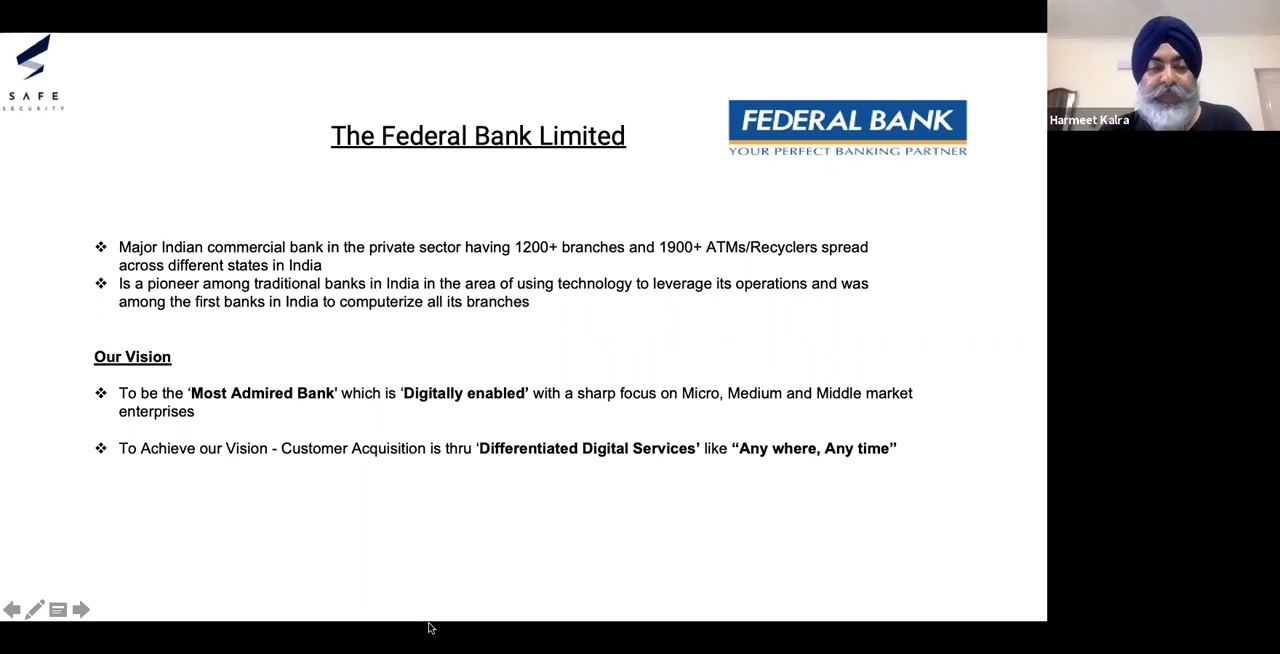 SAFE
SECURITY
The Federal Bank Limited
FEDERAL BANK
YOUR PERFECT BANKING PARTNER
Harmeet Kalra
❖ Major Indian commercial bank in the private sector having 1200+ branches and 1900+ ATMs/Recyclers spread
across different states in India
❖ Is a pioneer among traditional banks in India in the area of using technology to leverage its operations and was
among the first banks in India to computerize all its branches
Our Vision
❖ To be the ‘Most Admired Bank’ which is ‘Digitally enabled’ with a sharp focus on Micro, Medium and Middle market
enterprises
❖ To Achieve our Vision - Customer Acquisition is thru ‘Differentiated Digital Services’ like “Any where, Any time”